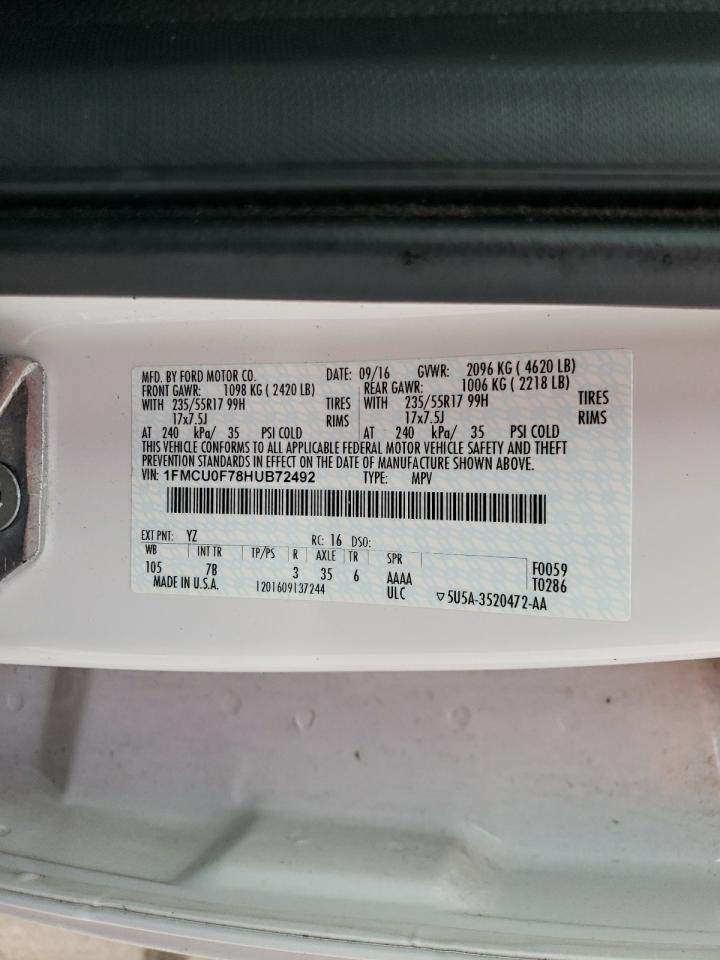 MFD. BY FORD MOTOR CO. DATE: 09/16 GVWR: 2096 KG ( 4620 LB)
FRONT GAWR: 1098 KG ( 2420 LB) REAR GAWR: 1006 KG ( 2218 LB)
WITH 235/55R17 99H TIRES WITH 235/55R17 99H TIRES
17x7.5J RIMS 17x7.5J RIMS
AT 240 kPa/ 35 PSI COLD AT 240 kPa/ 35 PSI COLD
THIS VEHICLE CONFORMS TO ALL APPLICABLE FEDERAL MOTOR VEHICLE SAFETY AND THEFT
PREVENTION STANDARDS IN EFFECT ON THE DATE OF MANUFACTURE SHOWN ABOVE.
VIN: 1FMCU0F78HUB72492 TYPE: MPV
EXT PNT: YZ RC: 16 DSO:
WB INT TR TP/PS R AXLE TR SPR F0059
105 7B 3 35 6 AAAA T0286
MADE IN U.S.A. 1201609137244 ULC ▽5U5A-3520472-AA